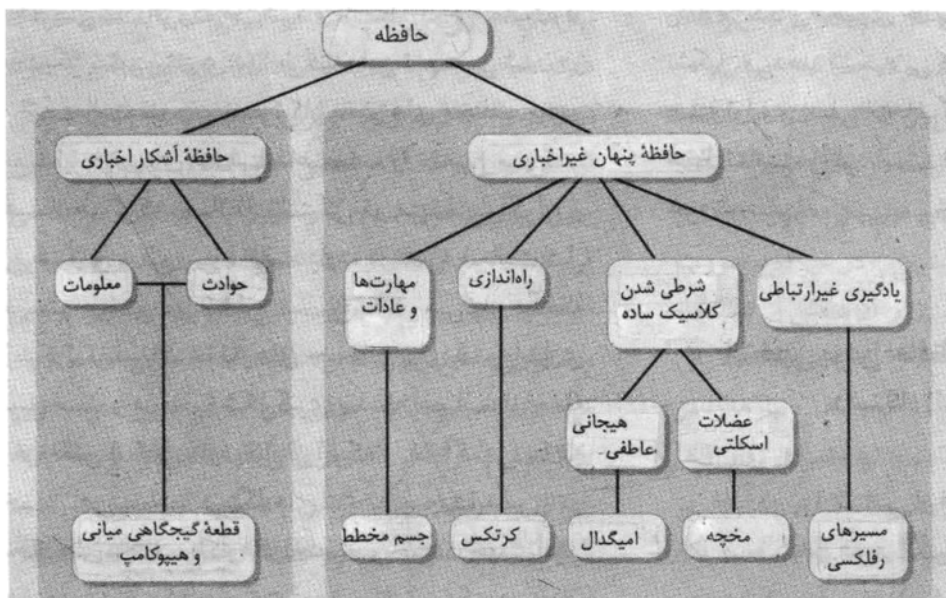 حافظه
حافظهٔ پنهان غیراخباری
حافظهٔ آشکار اخباری
یادگیری غیرارتباطی
شرطی شدن
کلاسیک ساده
راه‌اندازی
مهارت‌ها
و عادات
حوادث
معلومات
عضلات
اسکلتی
هیجانی
عاطفی
مسیرهای
رفلکسی
مخچه
امیگدال
کرتکس
جسم مخطط
قطعهٔ گیجگاهی میانی
و هیپوکامپ